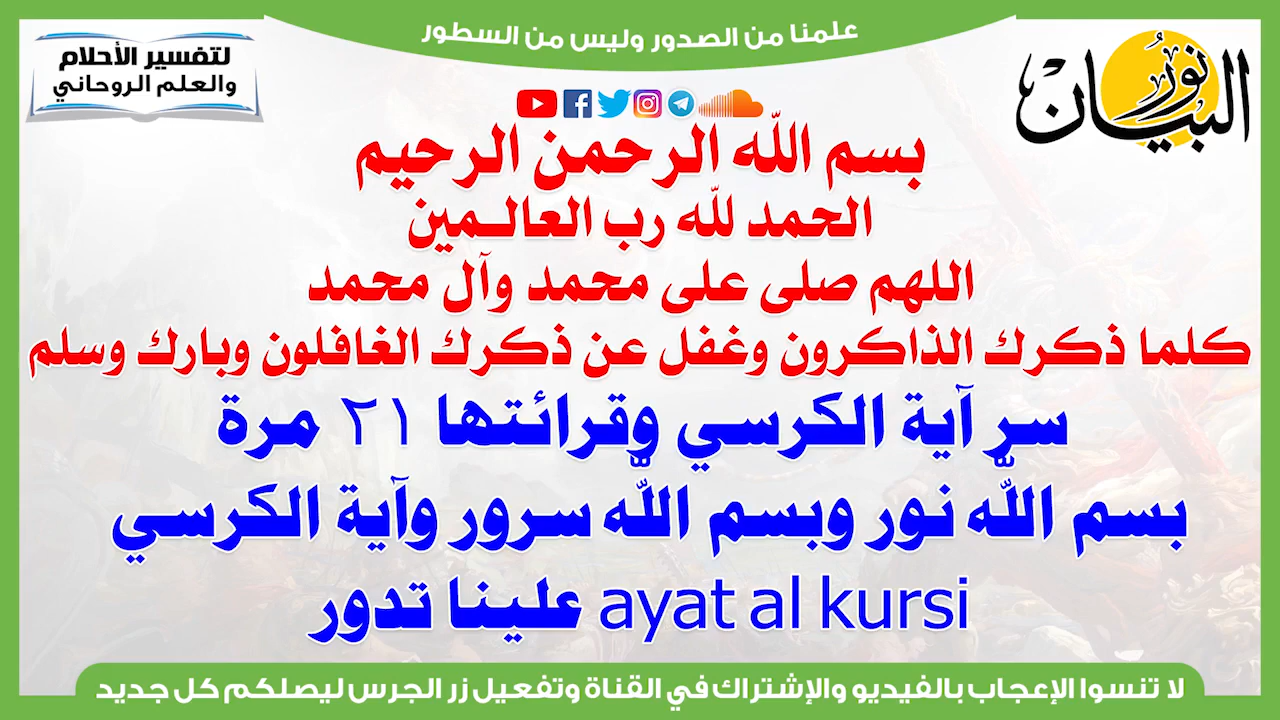 علمنا من الصدور وليس من السطور
لتفسير الأحلام
والعلم الروحاني
نور
البيان
بسم الله الرحمن الرحيم
الحمد لله رب العالـمين
اللهم صلى على محمد وآل محمد
كلما ذكرك الذاكرون وغفل عن ذكرك الغافلون وبارك وسلم
سر آية الكرسي وقرائتها ٢١ مرة
بسم الله نور وبسم الله سرور وآية الكرسي
علينا تدور ayat al kursi
لا تنسوا الإعجاب بالفيديو والإشتراك في القناة وتفعيل زر الجرس ليصلكم كل جديد